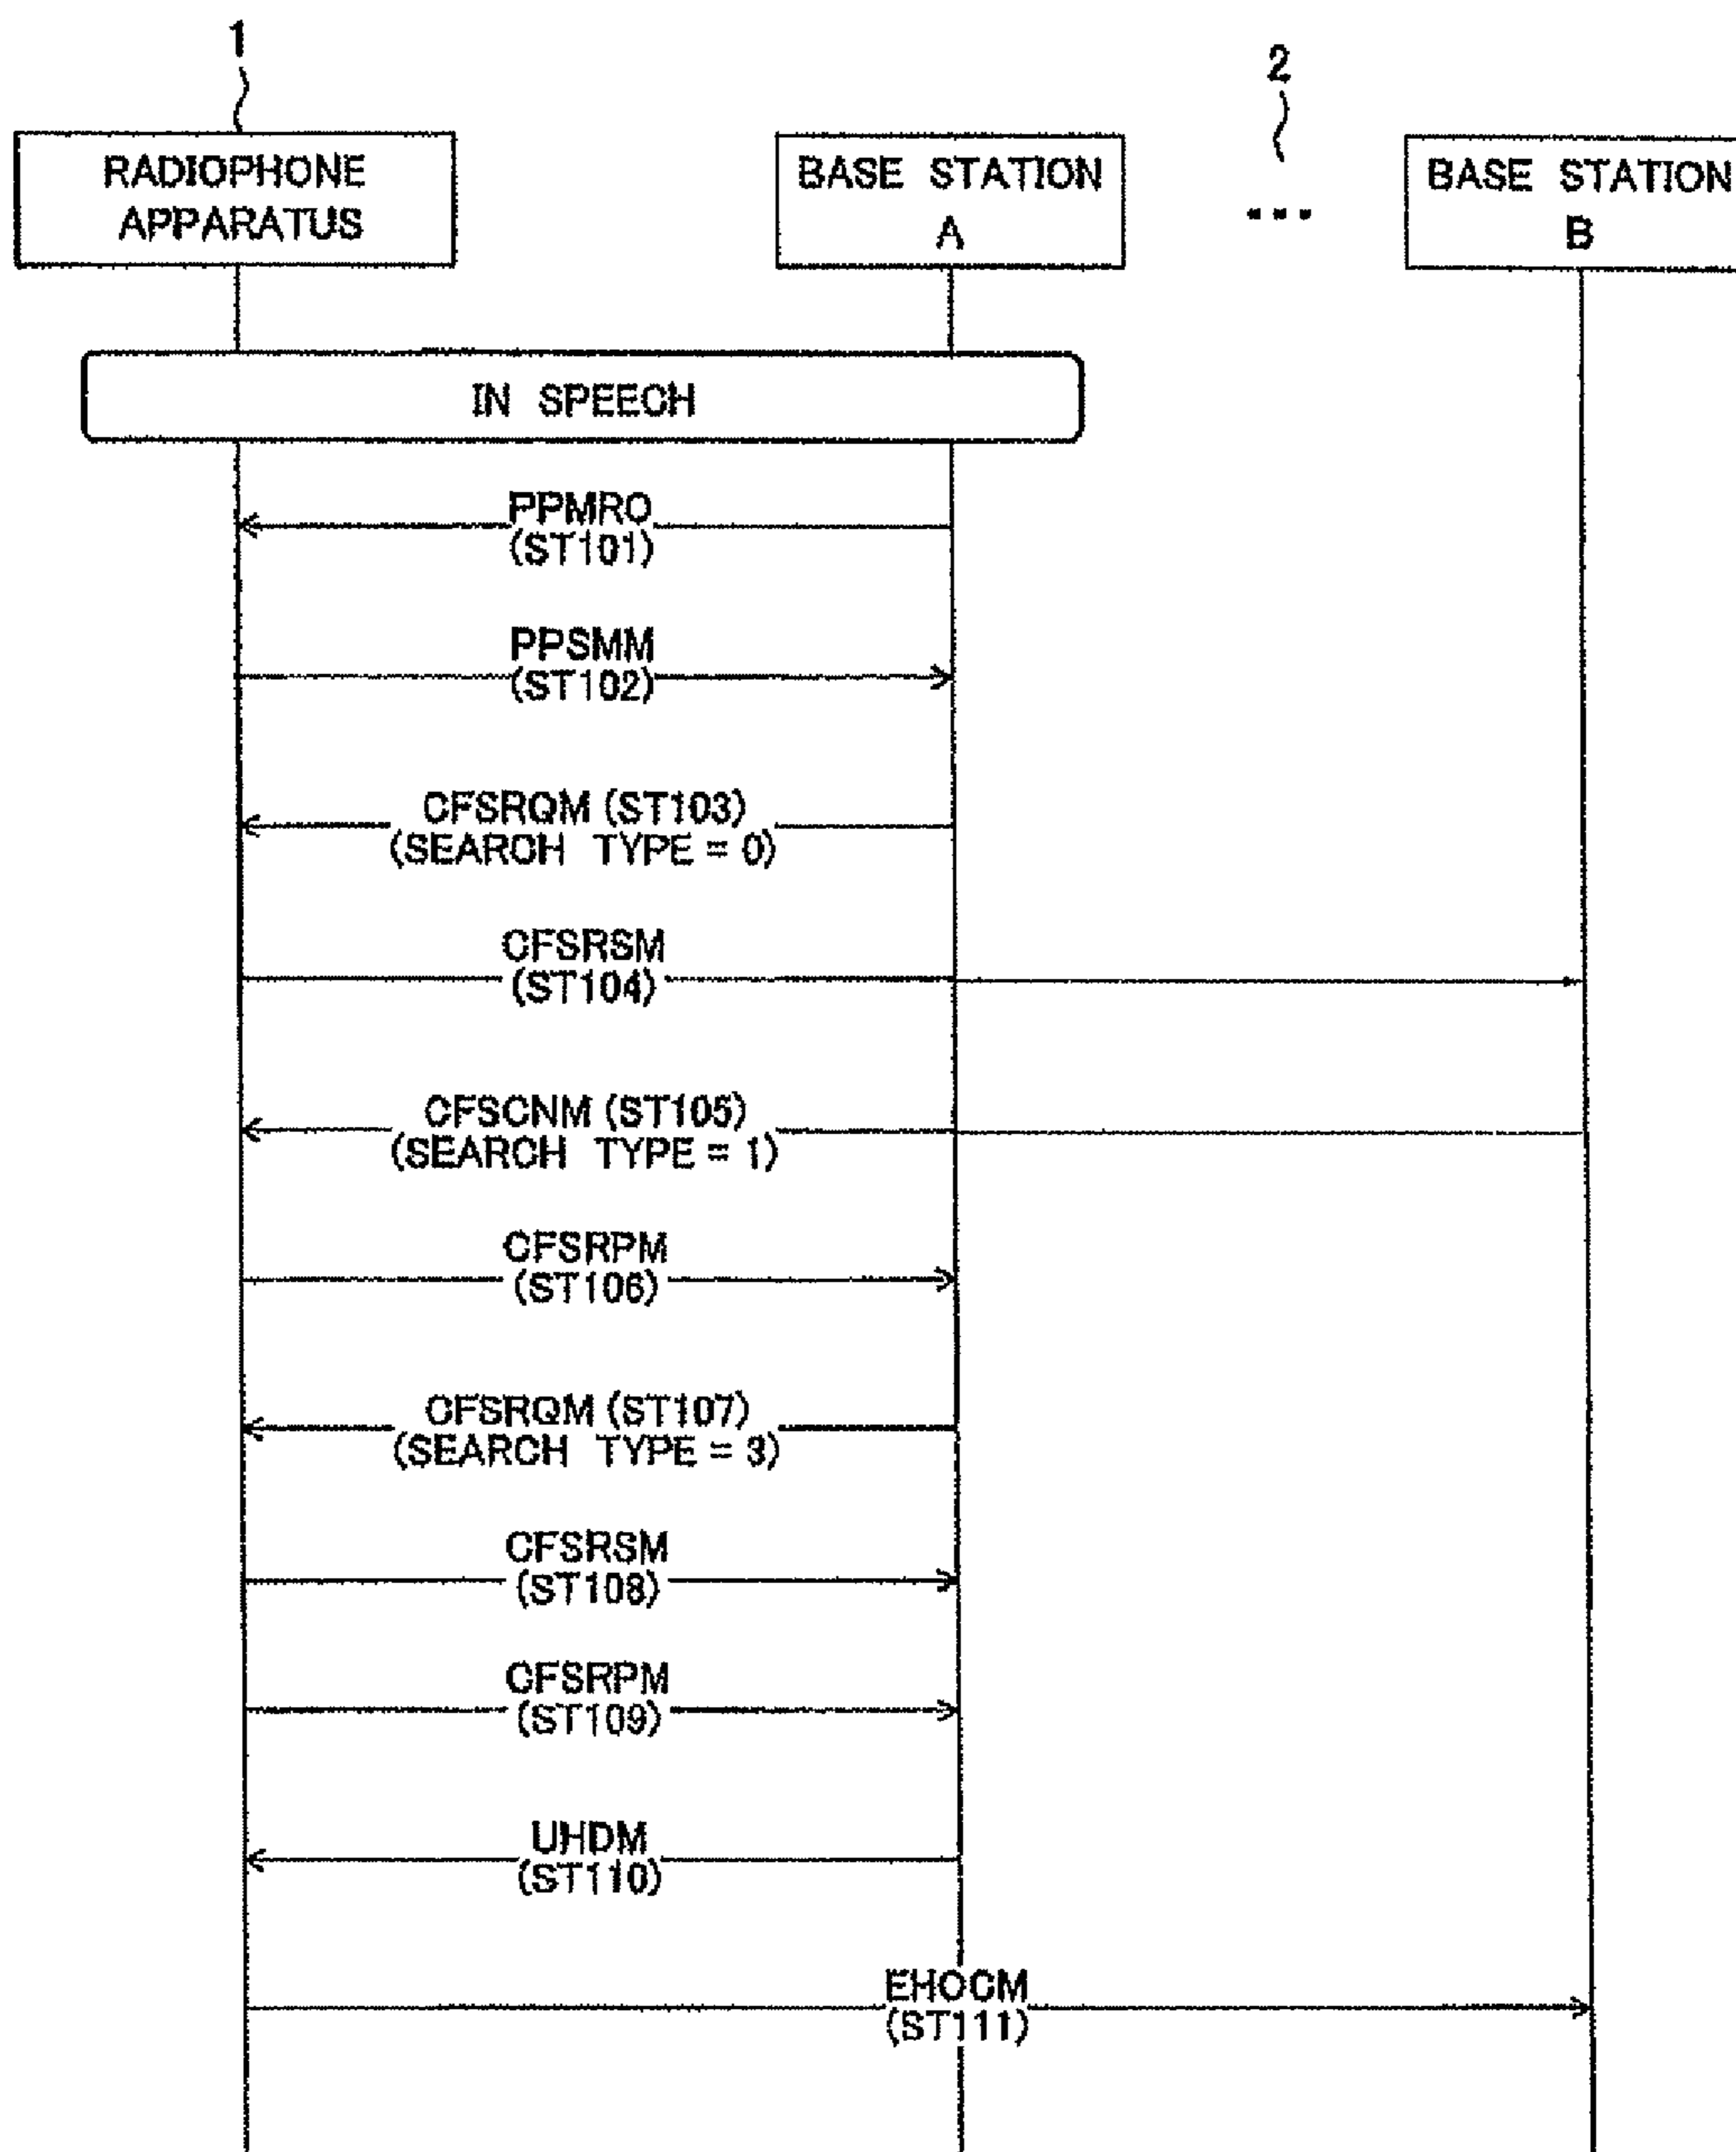 1
2
RADIOPHONE
APPARATUS
BASE STATION
A
...
BASE STATION
B
IN SPEECH
PPMRO
(ST101)
PPSMM
(ST102)
CFSRQM (ST103)
(SEARCH TYPE = 0)
CFSRSM
(ST104)
CFSCNM (ST105)
(SEARCH TYPE = 1)
CFSRPM
(ST106)
CFSRQM (ST107)
(SEARCH TYPE = 3)
CFSRSM
(ST108)
CFSRPM
(ST109)
UHDM
(ST110)
EHOCM
(ST111)